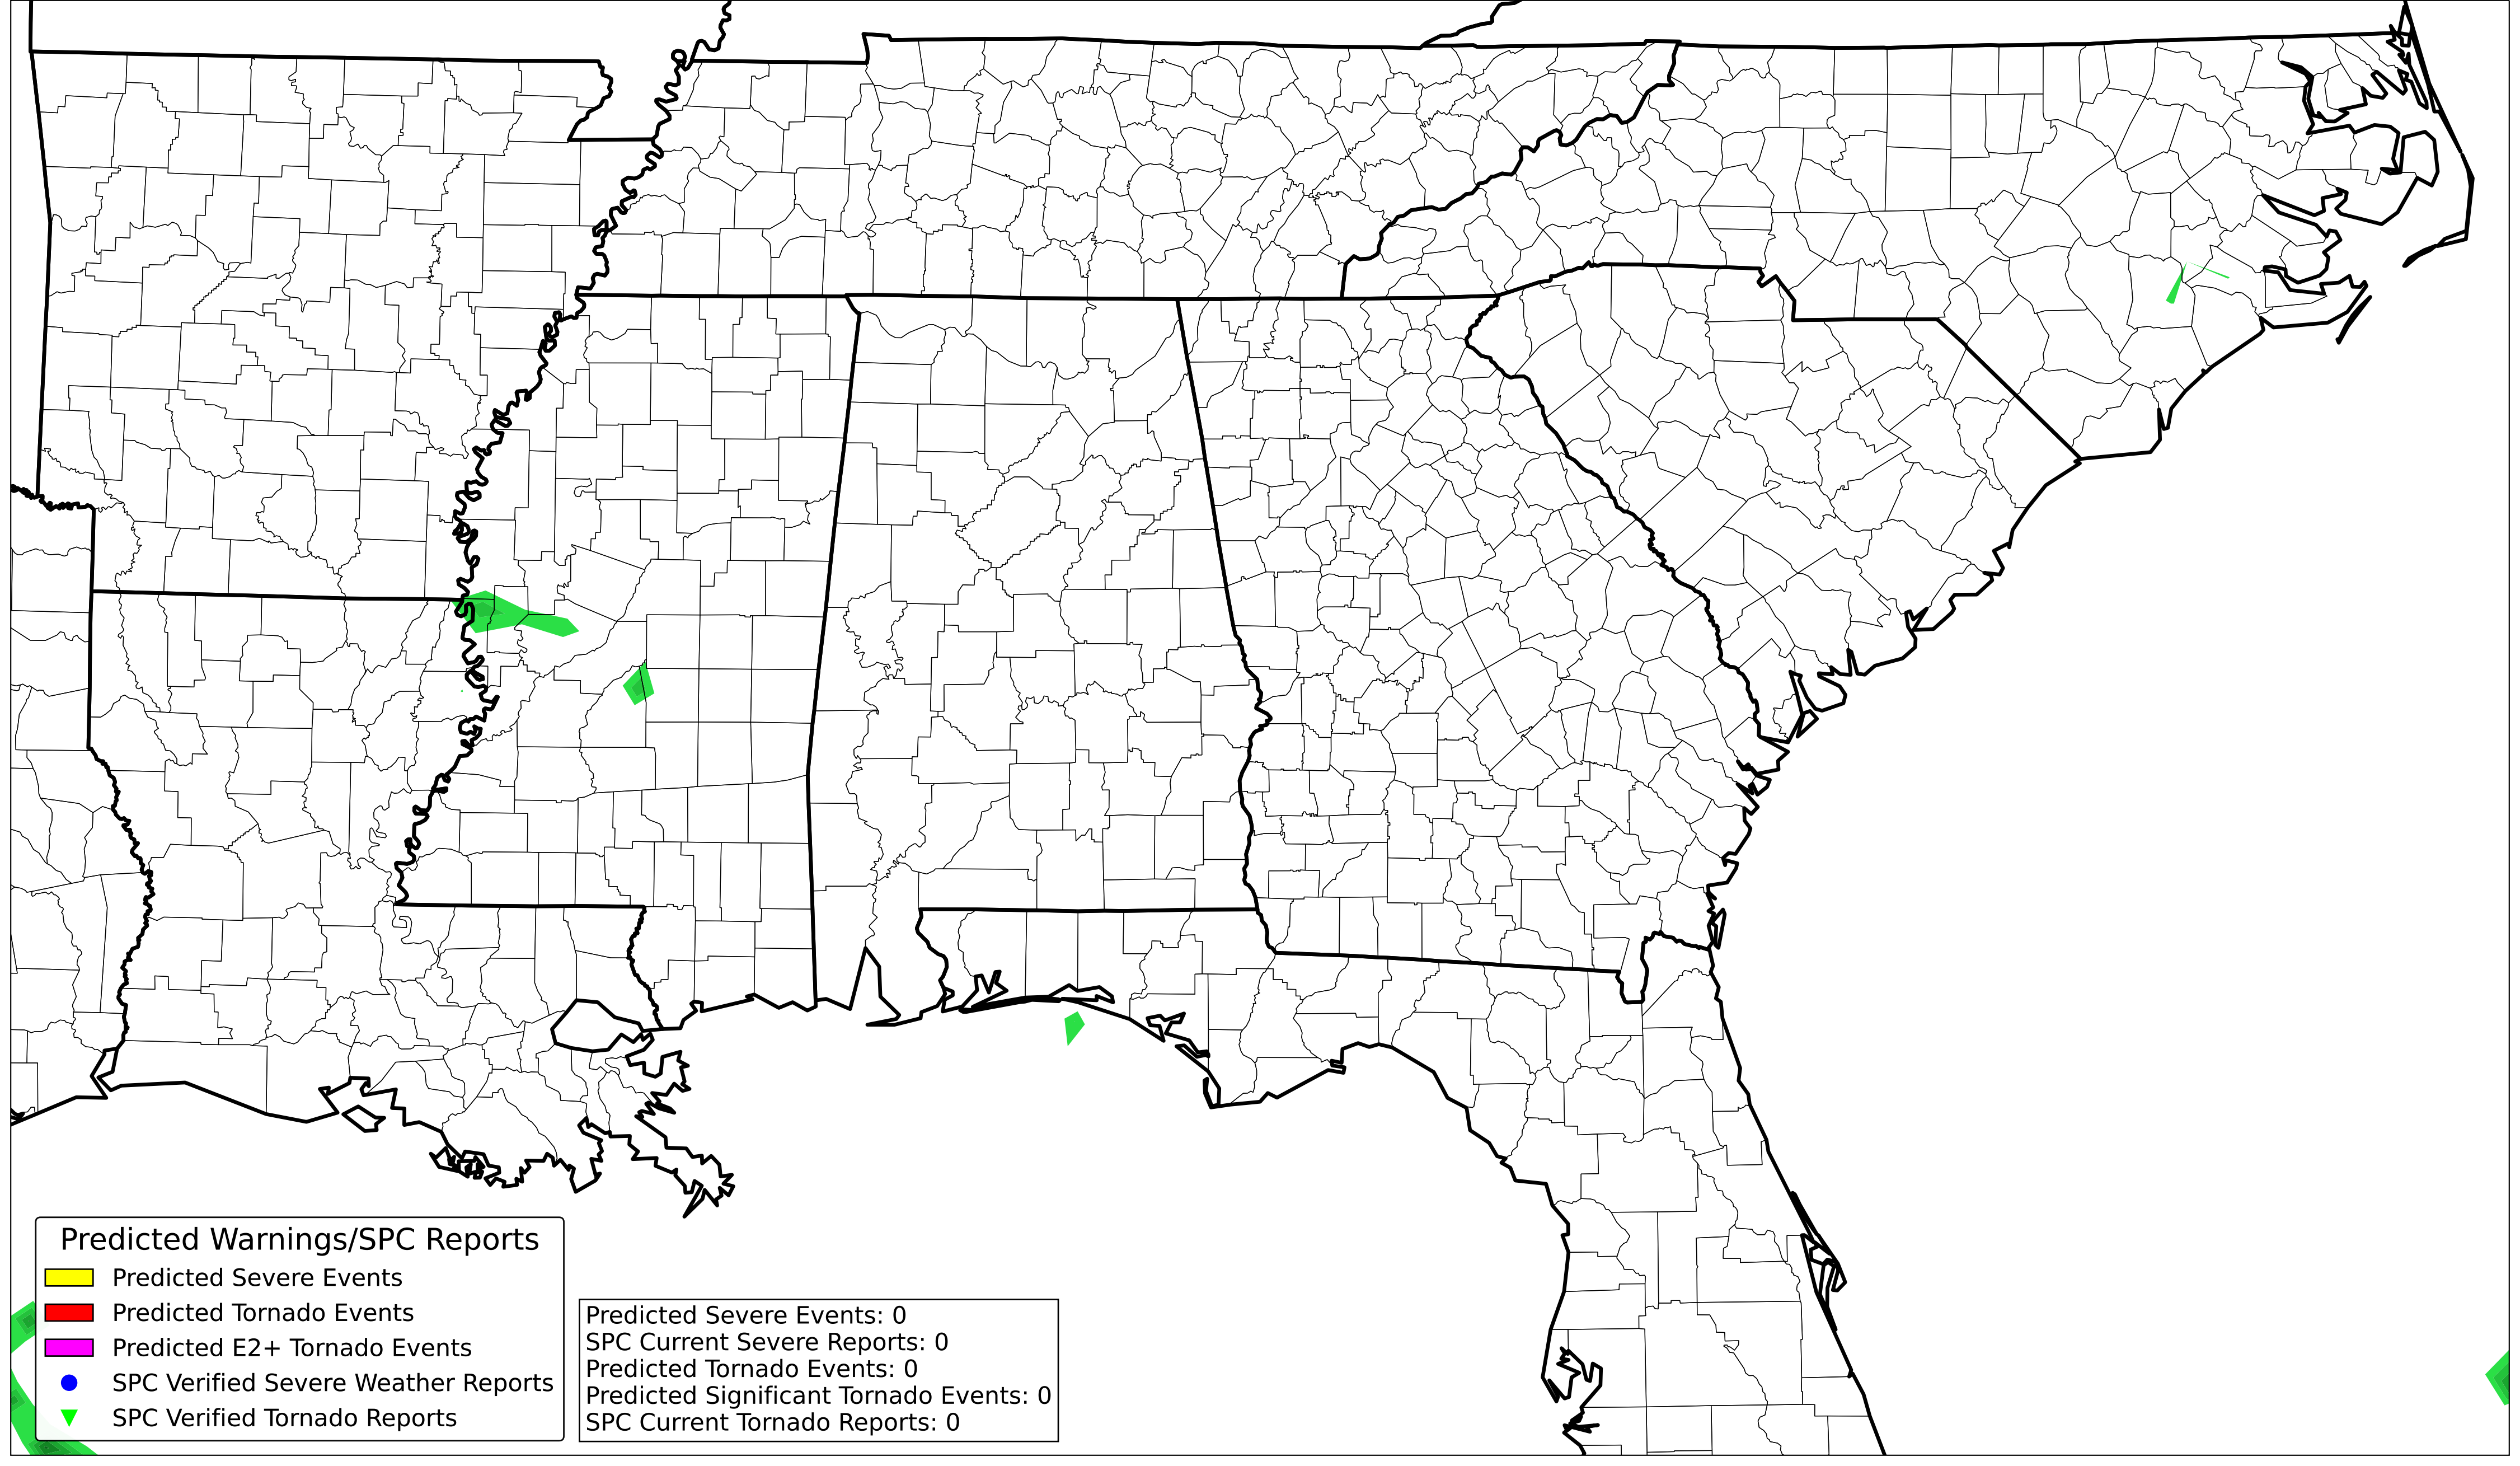 Predicted Warnings/SPC Reports
Predicted Severe Events
Predicted Tornado Events
Predicted E2+ Tornado Events
SPC Verified Severe Weather Reports
SPC Verified Tornado Reports
Predicted Severe Events: 0
SPC Current Severe Reports: 0
Predicted Tornado Events: 0
Predicted Significant Tornado Events: 0
SPC Current Tornado Reports: 0